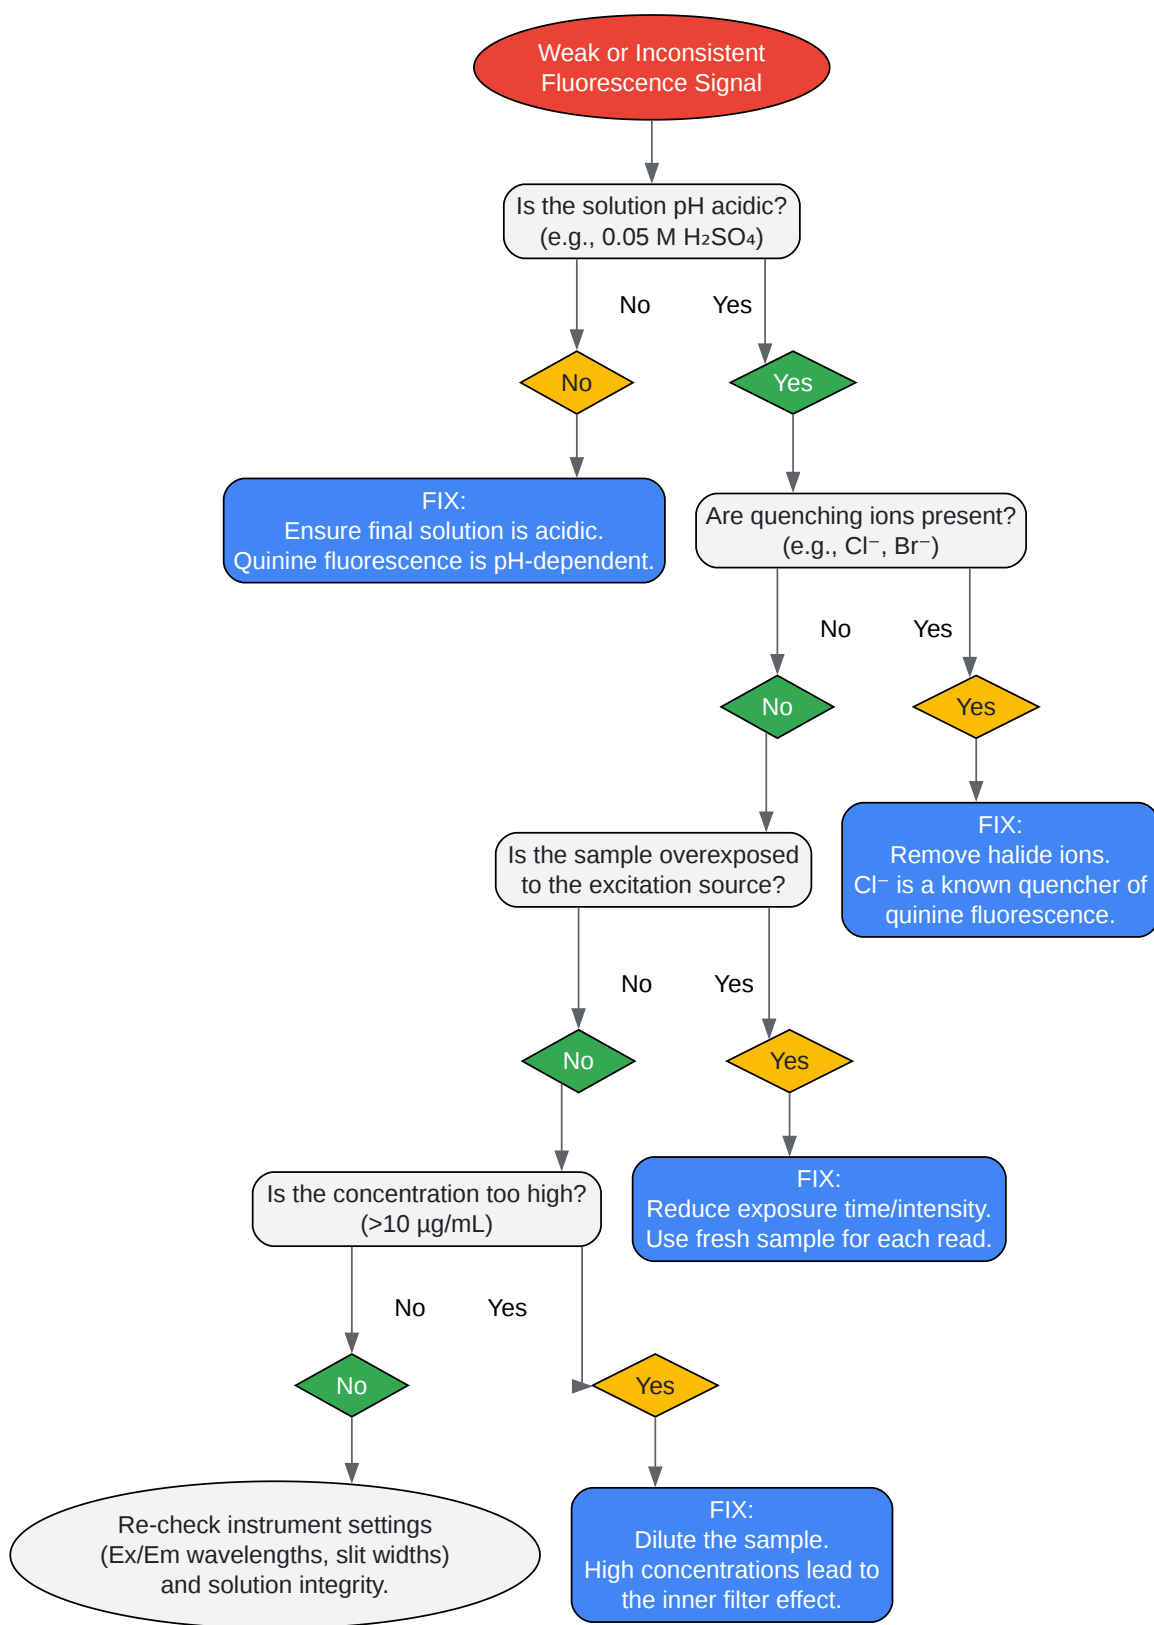 Weak or Inconsistent
Fluorescence Signal
Is the solution pH acidic?
(e.g., 0.05 M H₂SO₄)
No
Yes
No
Yes
FIX:
Ensure final solution is acidic.
Quinine fluorescence is pH-dependent.
Are quenching ions present?
(e.g., Cl⁻, Br⁻)
No
Yes
No
Yes
FIX:
Remove halide ions.
Cl⁻ is a known quencher of
quinine fluorescence.
Is the sample overexposed
to the excitation source?
No
Yes
No
Yes
FIX:
Reduce exposure time/intensity.
Use fresh sample for each read.
Is the concentration too high?
(>10 µg/mL)
No
Yes
No
Yes
Re-check instrument settings
(Ex/Em wavelengths, slit widths)
and solution integrity.
FIX:
Dilute the sample.
High concentrations lead to
the inner filter effect.